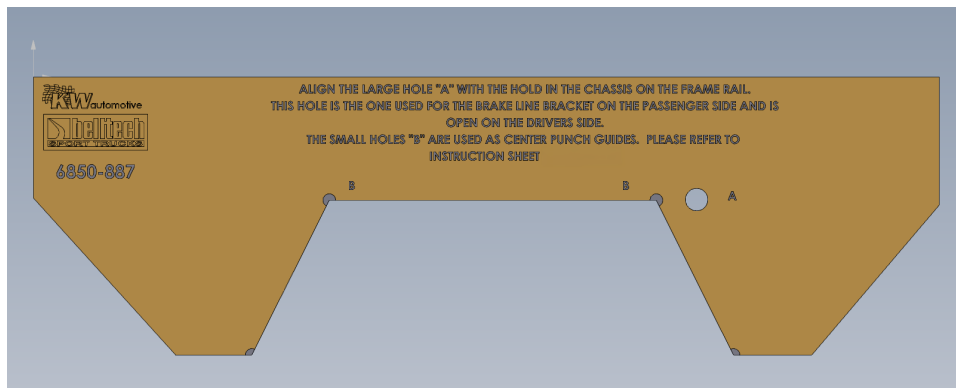 KW automotive
belltech
SPORT TRUCKS
6850-887
ALIGN THE LARGE HOLE "A" WITH THE HOLD IN THE CHASSIS ON THE FRAME RAIL.
THIS HOLE IS THE ONE USED FOR THE BRAKE LINE BRACKET ON THE PASSENGER SIDE AND IS
OPEN ON THE DRIVERS SIDE.
THE SMALL HOLES "B" ARE USED AS CENTER PUNCH GUIDES. PLEASE REFER TO
INSTRUCTION SHEET
B
B
A